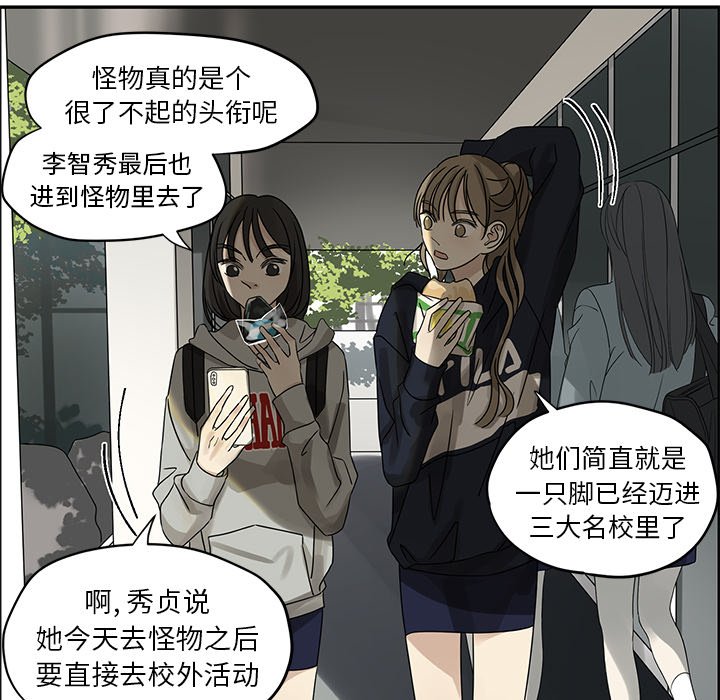 怪物真的是个
很了不起的头衔呢
李智秀最后也
进到怪物里去了
她们简直就是
一只脚已经迈进
三大名校里了
啊, 秀贞说
她今天去怪物之后
要直接去校外活动